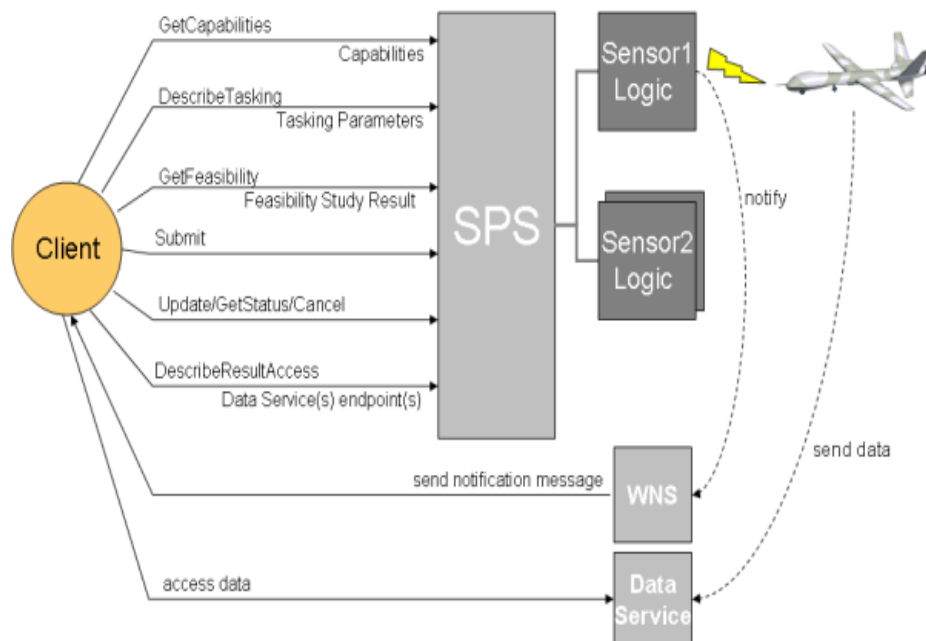 GetCapabilities
Capabilities
DescribeTasking
Tasking Parameters
GetFeasibility
Feasibility Study Result
Submit
Update/GetStatus/Cancel
DescribeResultAccess
Data Service(s) endpoint(s)
Client
SPS
Sensor1
Logic
Sensor2
Logic
notify
send data
send notification message
WNS
access data
Data
Service